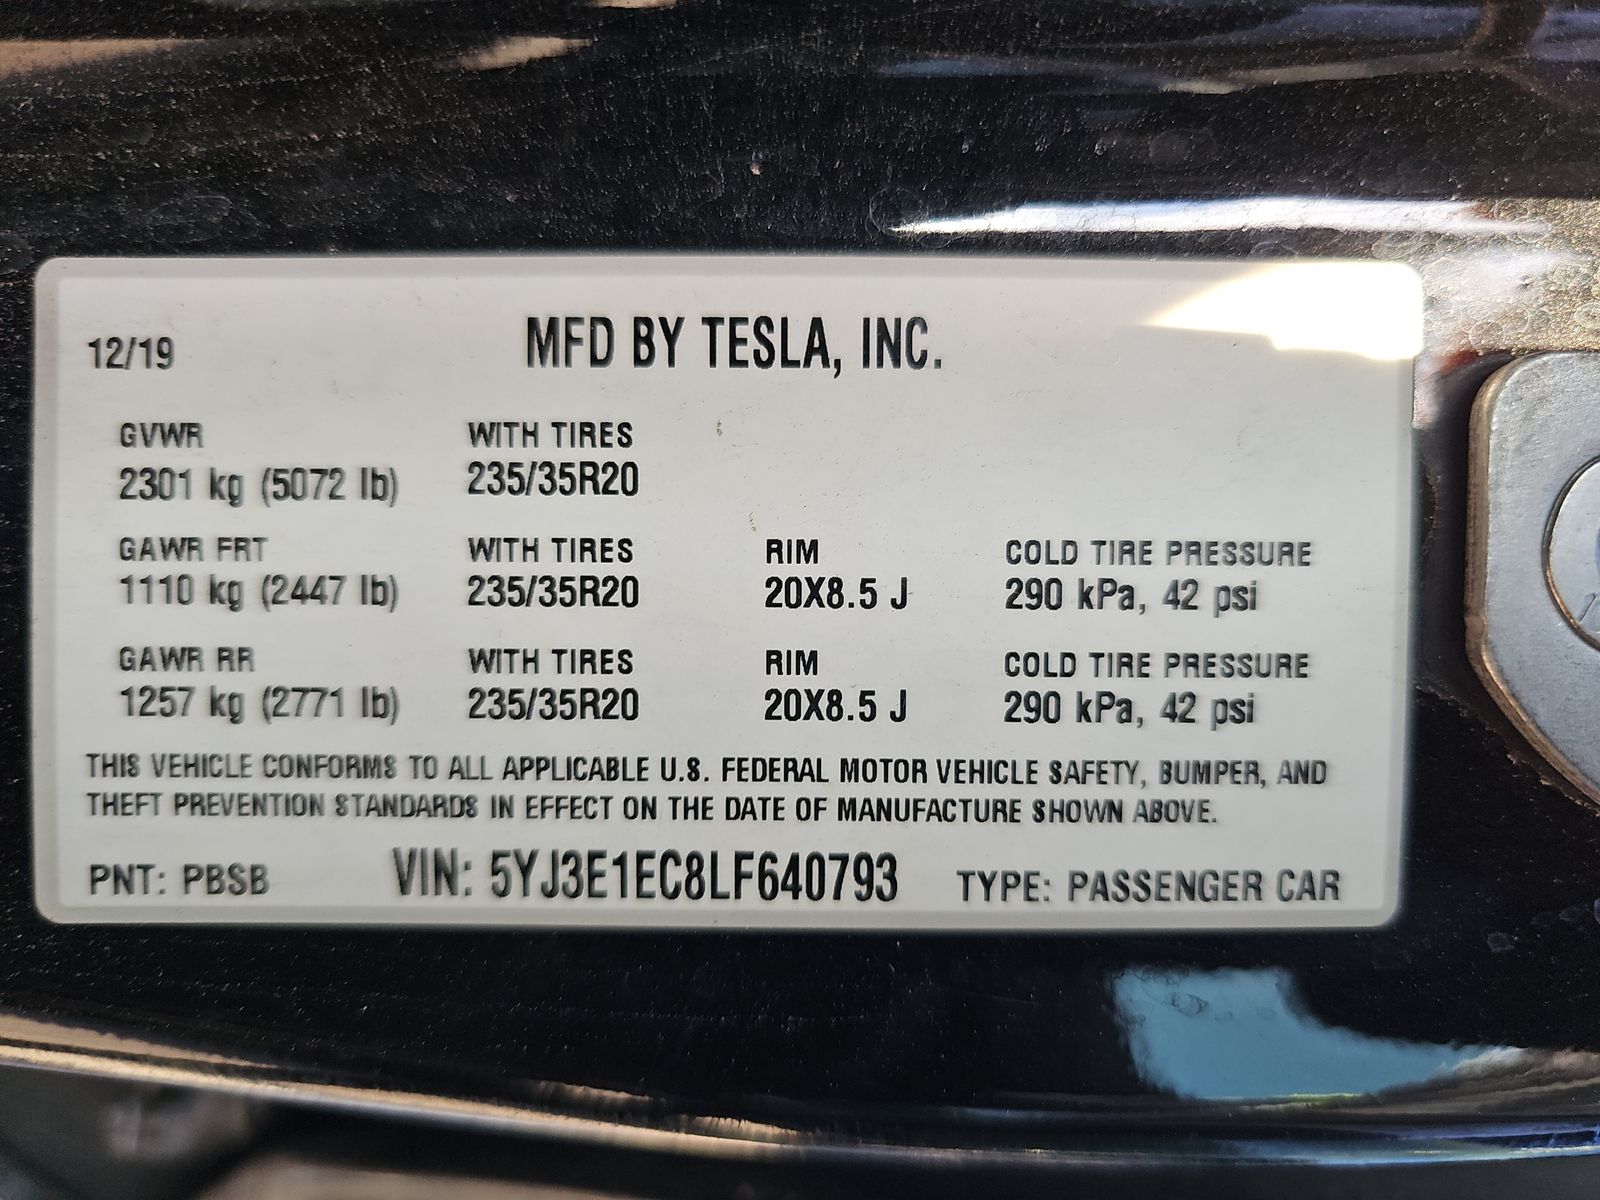 12/19 MFD BY TESLA, INC.
GVWR WITH TIRES
2301 kg (5072 lb) 235/35R20
GAWR FRT WITH TIRES RIM COLD TIRE PRESSURE
1110 kg (2447 lb) 235/35R20 20X8.5 J 290 kPa, 42 psi
GAWR RR WITH TIRES RIM COLD TIRE PRESSURE
1257 kg (2771 lb) 235/35R20 20X8.5 J 290 kPa, 42 psi
THIS VEHICLE CONFORMS TO ALL APPLICABLE U.S. FEDERAL MOTOR VEHICLE SAFETY, BUMPER, AND
THEFT PREVENTION STANDARDS IN EFFECT ON THE DATE OF MANUFACTURE SHOWN ABOVE.
PNT: PBSB VIN: 5YJ3E1EC8LF640793 TYPE: PASSENGER CAR